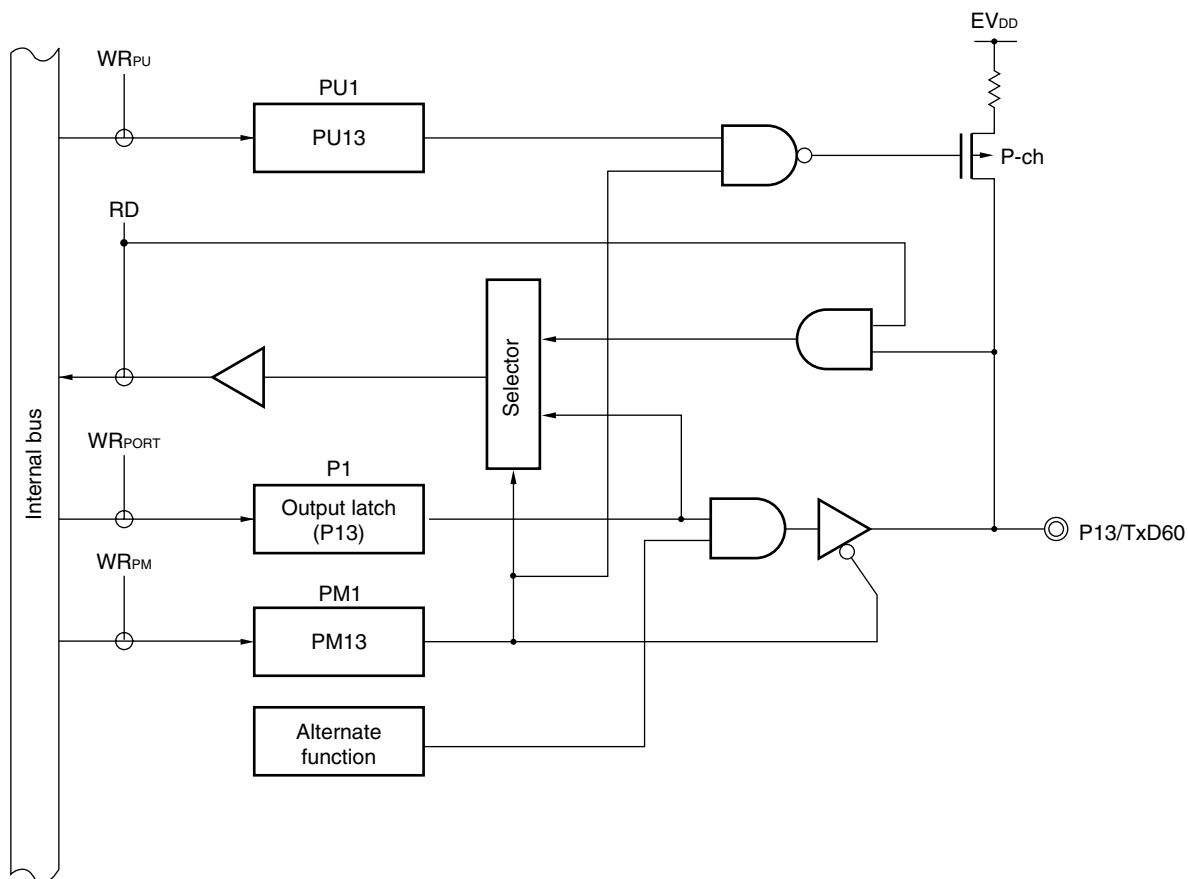 EVDD
WRPU
PU1
PU13
P-ch
RD
Selector
Internal bus
WRPORT
P1
Output latch
(P13)
P13/TxD60
WRPM
PM1
PM13
Alternate
function